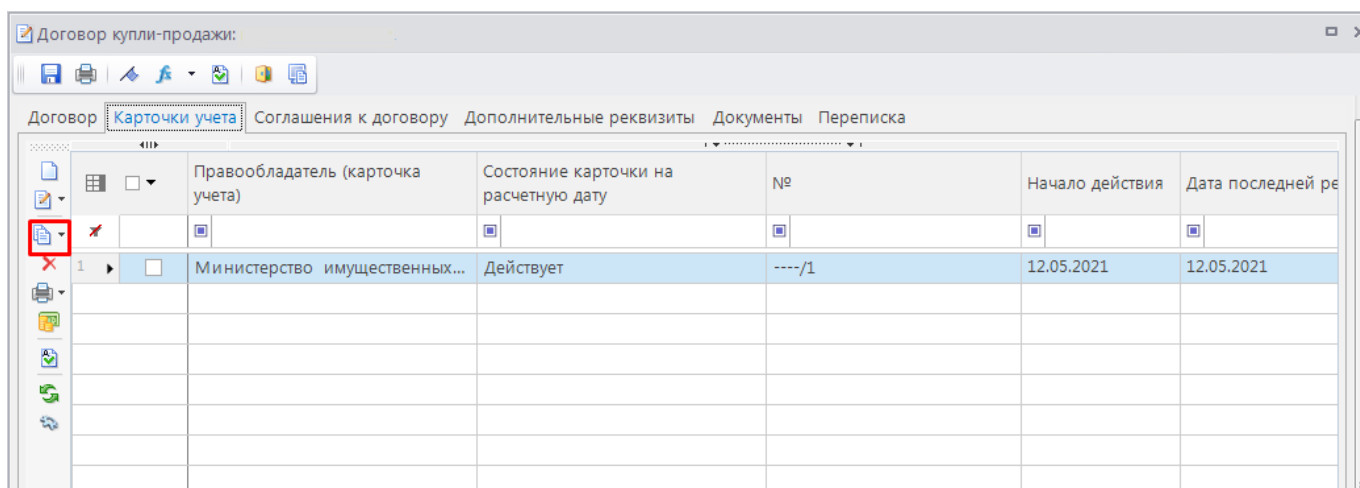 Договор купли-продажи:
Договор Карточки учета Соглашения к договору Дополнительные реквизиты Документы Переписка
Правообладатель (карточка учета) Состояние карточки на расчетную дату № Начало действия Дата последней ре
1 Министерство имущественных... Действует ----/1 12.05.2021 12.05.2021